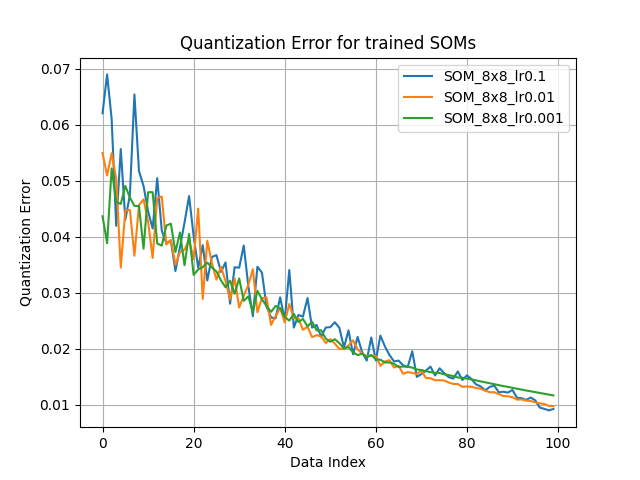 Quantization Error for trained SOMs
SOM_8x8_lr0.1
SOM_8x8_lr0.01
SOM_8x8_lr0.001
0.07
0.06
0.05
0.04
0.03
0.02
0.01
Quantization Error
0 20 40 60 80 100
Data Index